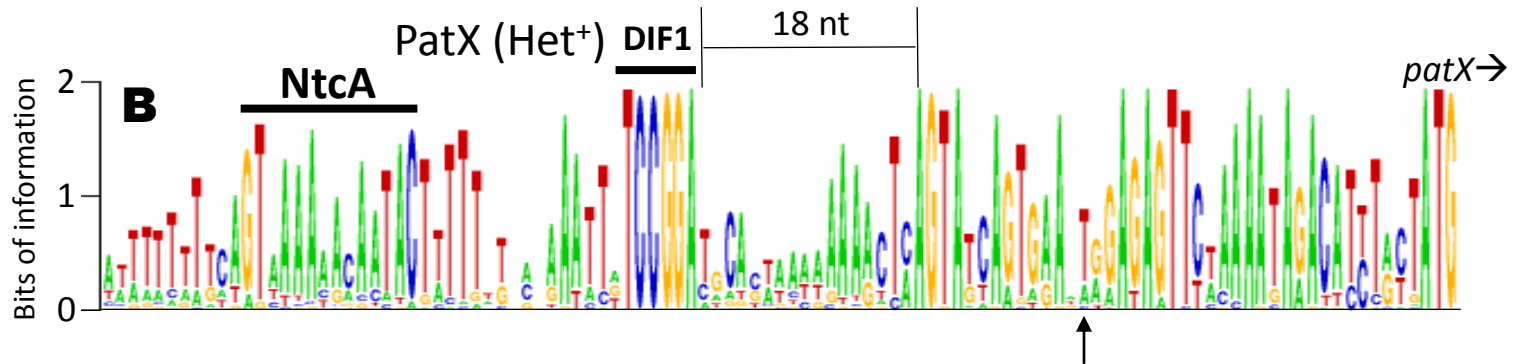 18 nt
PatX (Het⁺) DIF1
patX→
2
NtcA
B
Bits of information
1
0